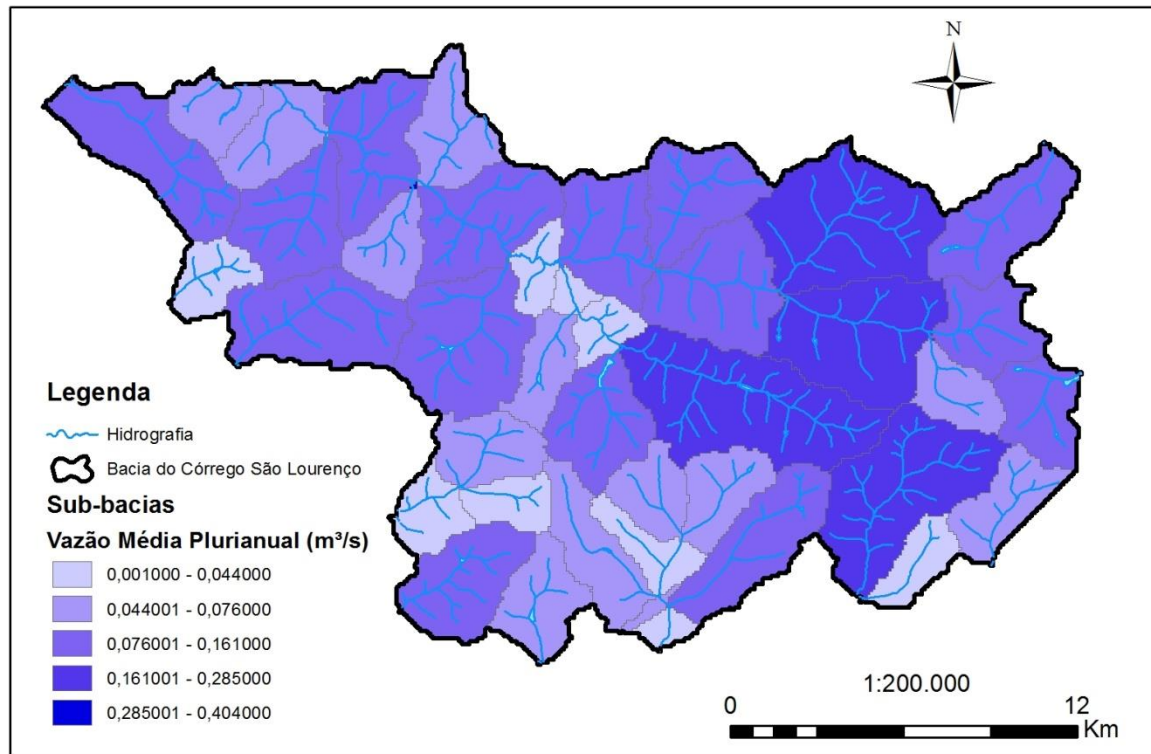 N
Legenda
Hidrografia
Bacia do Córrego São Lourenço
Sub-bacias
Vazão Média Plurianual (m³/s)
0,001000 - 0,044000
0,044001 - 0,076000
0,076001 - 0,161000
0,161001 - 0,285000
0,285001 - 0,404000
1:200.000
0 12
Km